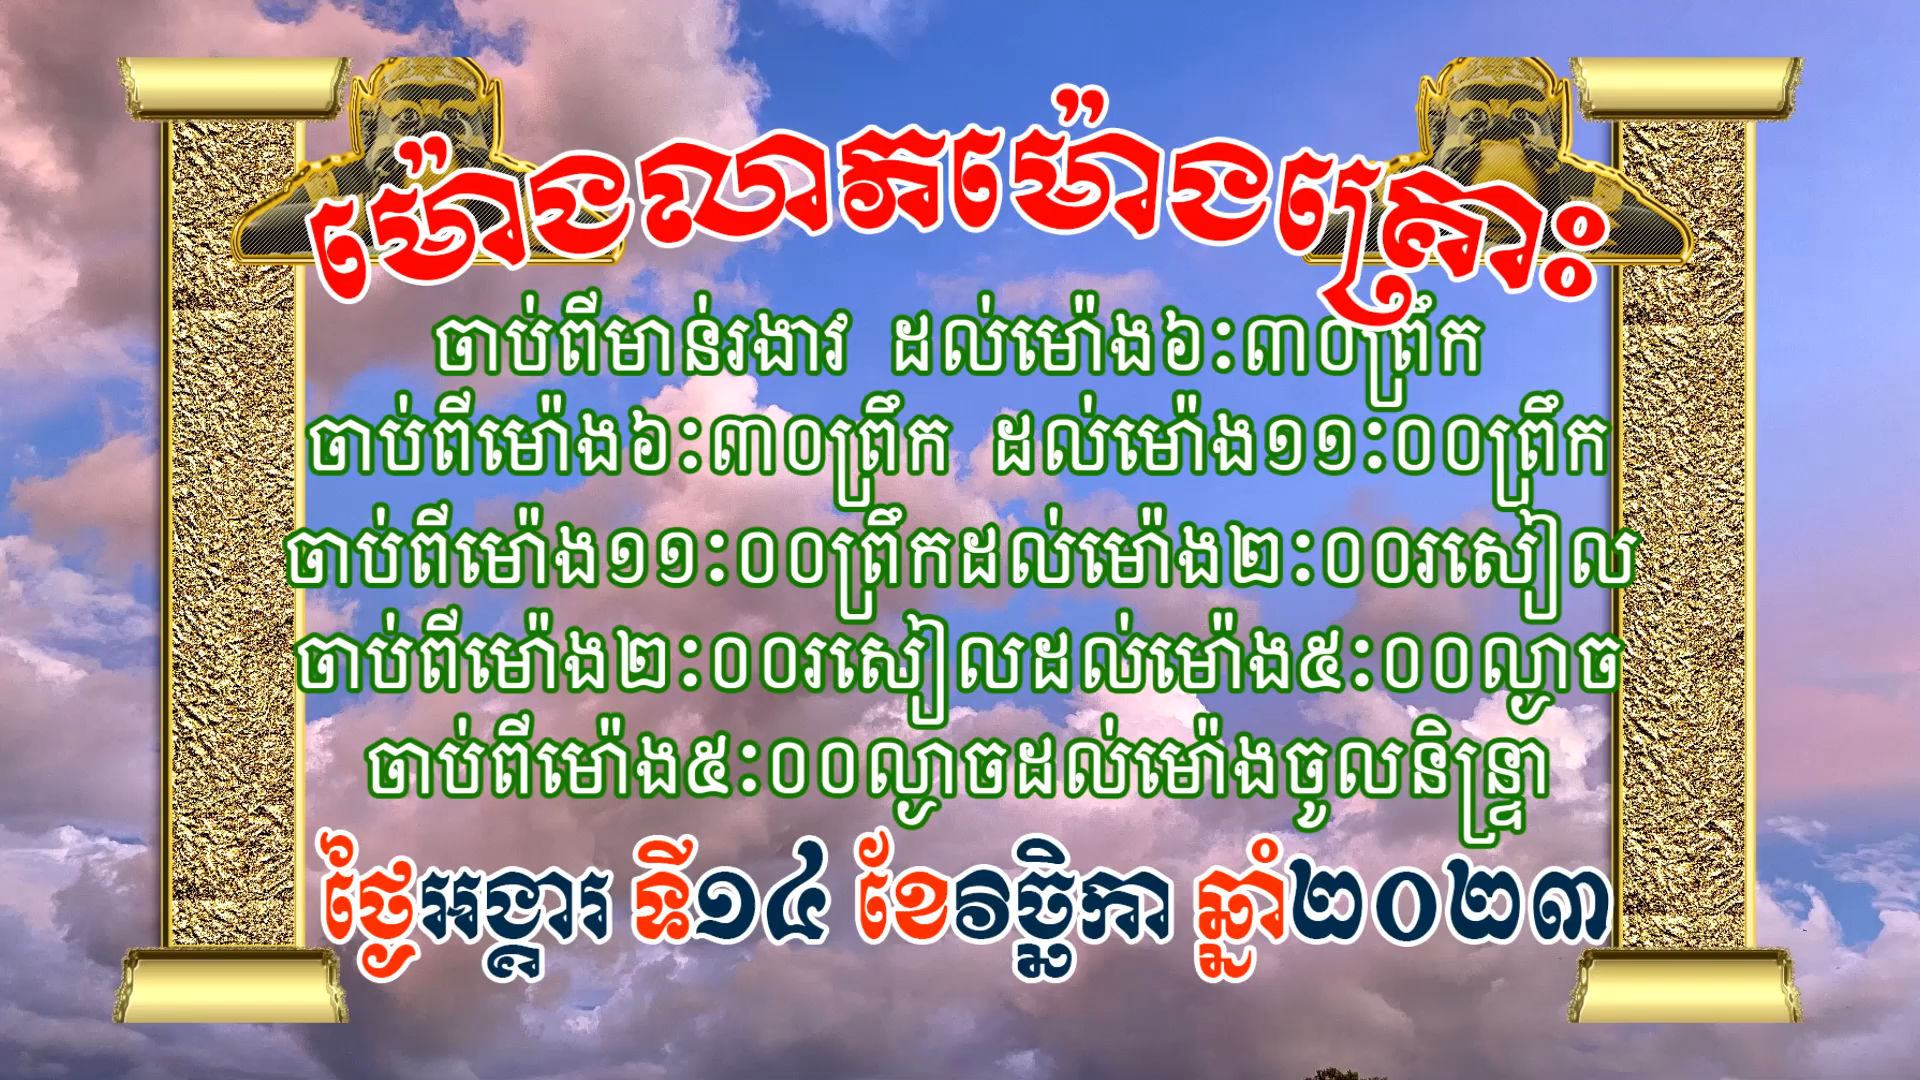 ម៉ោងលាភម៉ោងគ្រោះ
ចាប់ពីមាន់រងាវ ដល់ម៉ោង៦:៣០ព្រឹក
ចាប់ពីម៉ោង៦:៣០ព្រឹក ដល់ម៉ោង១១:០០ព្រឹក
ចាប់ពីម៉ោង១១:០០ព្រឹកដល់ម៉ោង២:០០រសៀល
ចាប់ពីម៉ោង២:០០រសៀលដល់ម៉ោង៥:០០ល្ងាច
ចាប់ពីម៉ោង៥:០០ល្ងាចដល់ម៉ោងចូលនិន្ទ្រា
ថ្ងៃអង្គារ ទី១៤ ខែវិច្ឆិកា ឆ្នាំ២០២៣